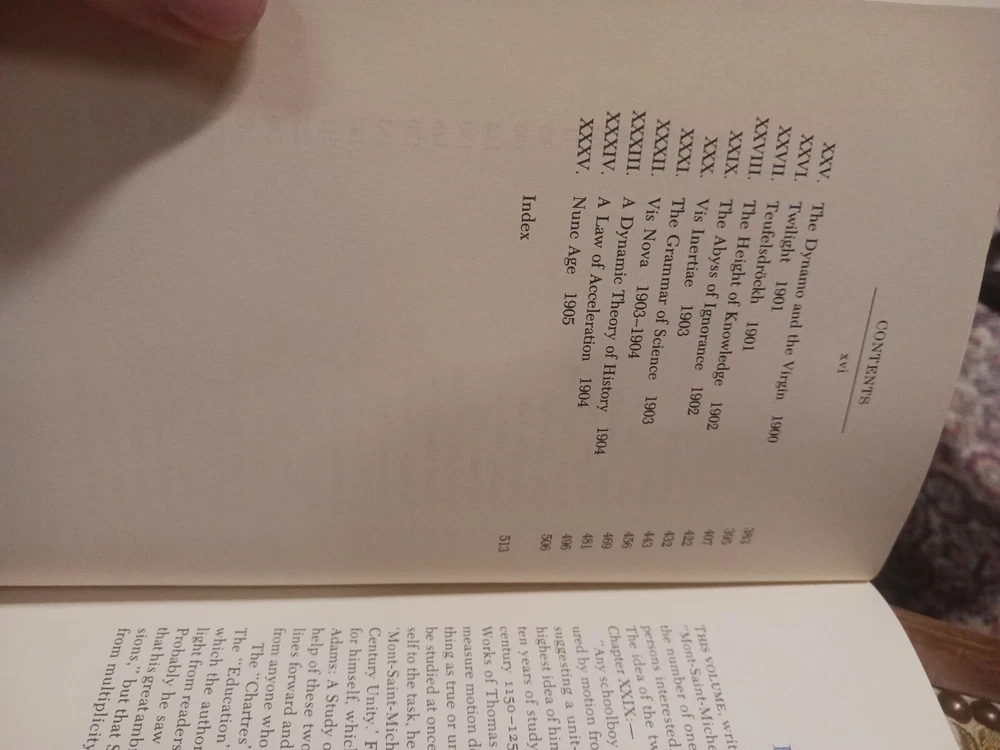 CONTENTS
xvi
XXV. The Dynamo and the Virgin 1900 383
XXVI. Twilight 1901 396
XXVII. Teufelsdröckh 1901 407
XXVIII. The Height of Knowledge 1902 422
XXIX. The Abyss of Ignorance 1902 432
XXX. Vis Inertiae 1903 443
XXXI. The Grammar of Science 1903 456
XXXII. Vis Nova 1903–1904 469
XXXIII. A Dynamic Theory of History 1904 481
XXXIV. A Law of Acceleration 1904 496
XXXV. Nunc Age 1905 506
Index 513
THIS VOLUME, writ
"Mont-Saint-Miche
the number of one
persons interested
The idea of the tw
Chapter XXIX:—
"Any schoolboy
ured by motion fro
suggesting a unit-
highest idea of him
ten years of study
century 1150–125
Works of Thomas
measure motion d
thing as true or un
be studied at once
self to the task, he
'Mont-Saint-Mich
Century Unity.' F
for himself, whic
Adams: A Study o
help of these two
lines forward and
from anyone who
The "Chartres'
The "Education'
which the author
light from readers
Probably he saw
that his great ambi
sions," but that S
from multiplicity